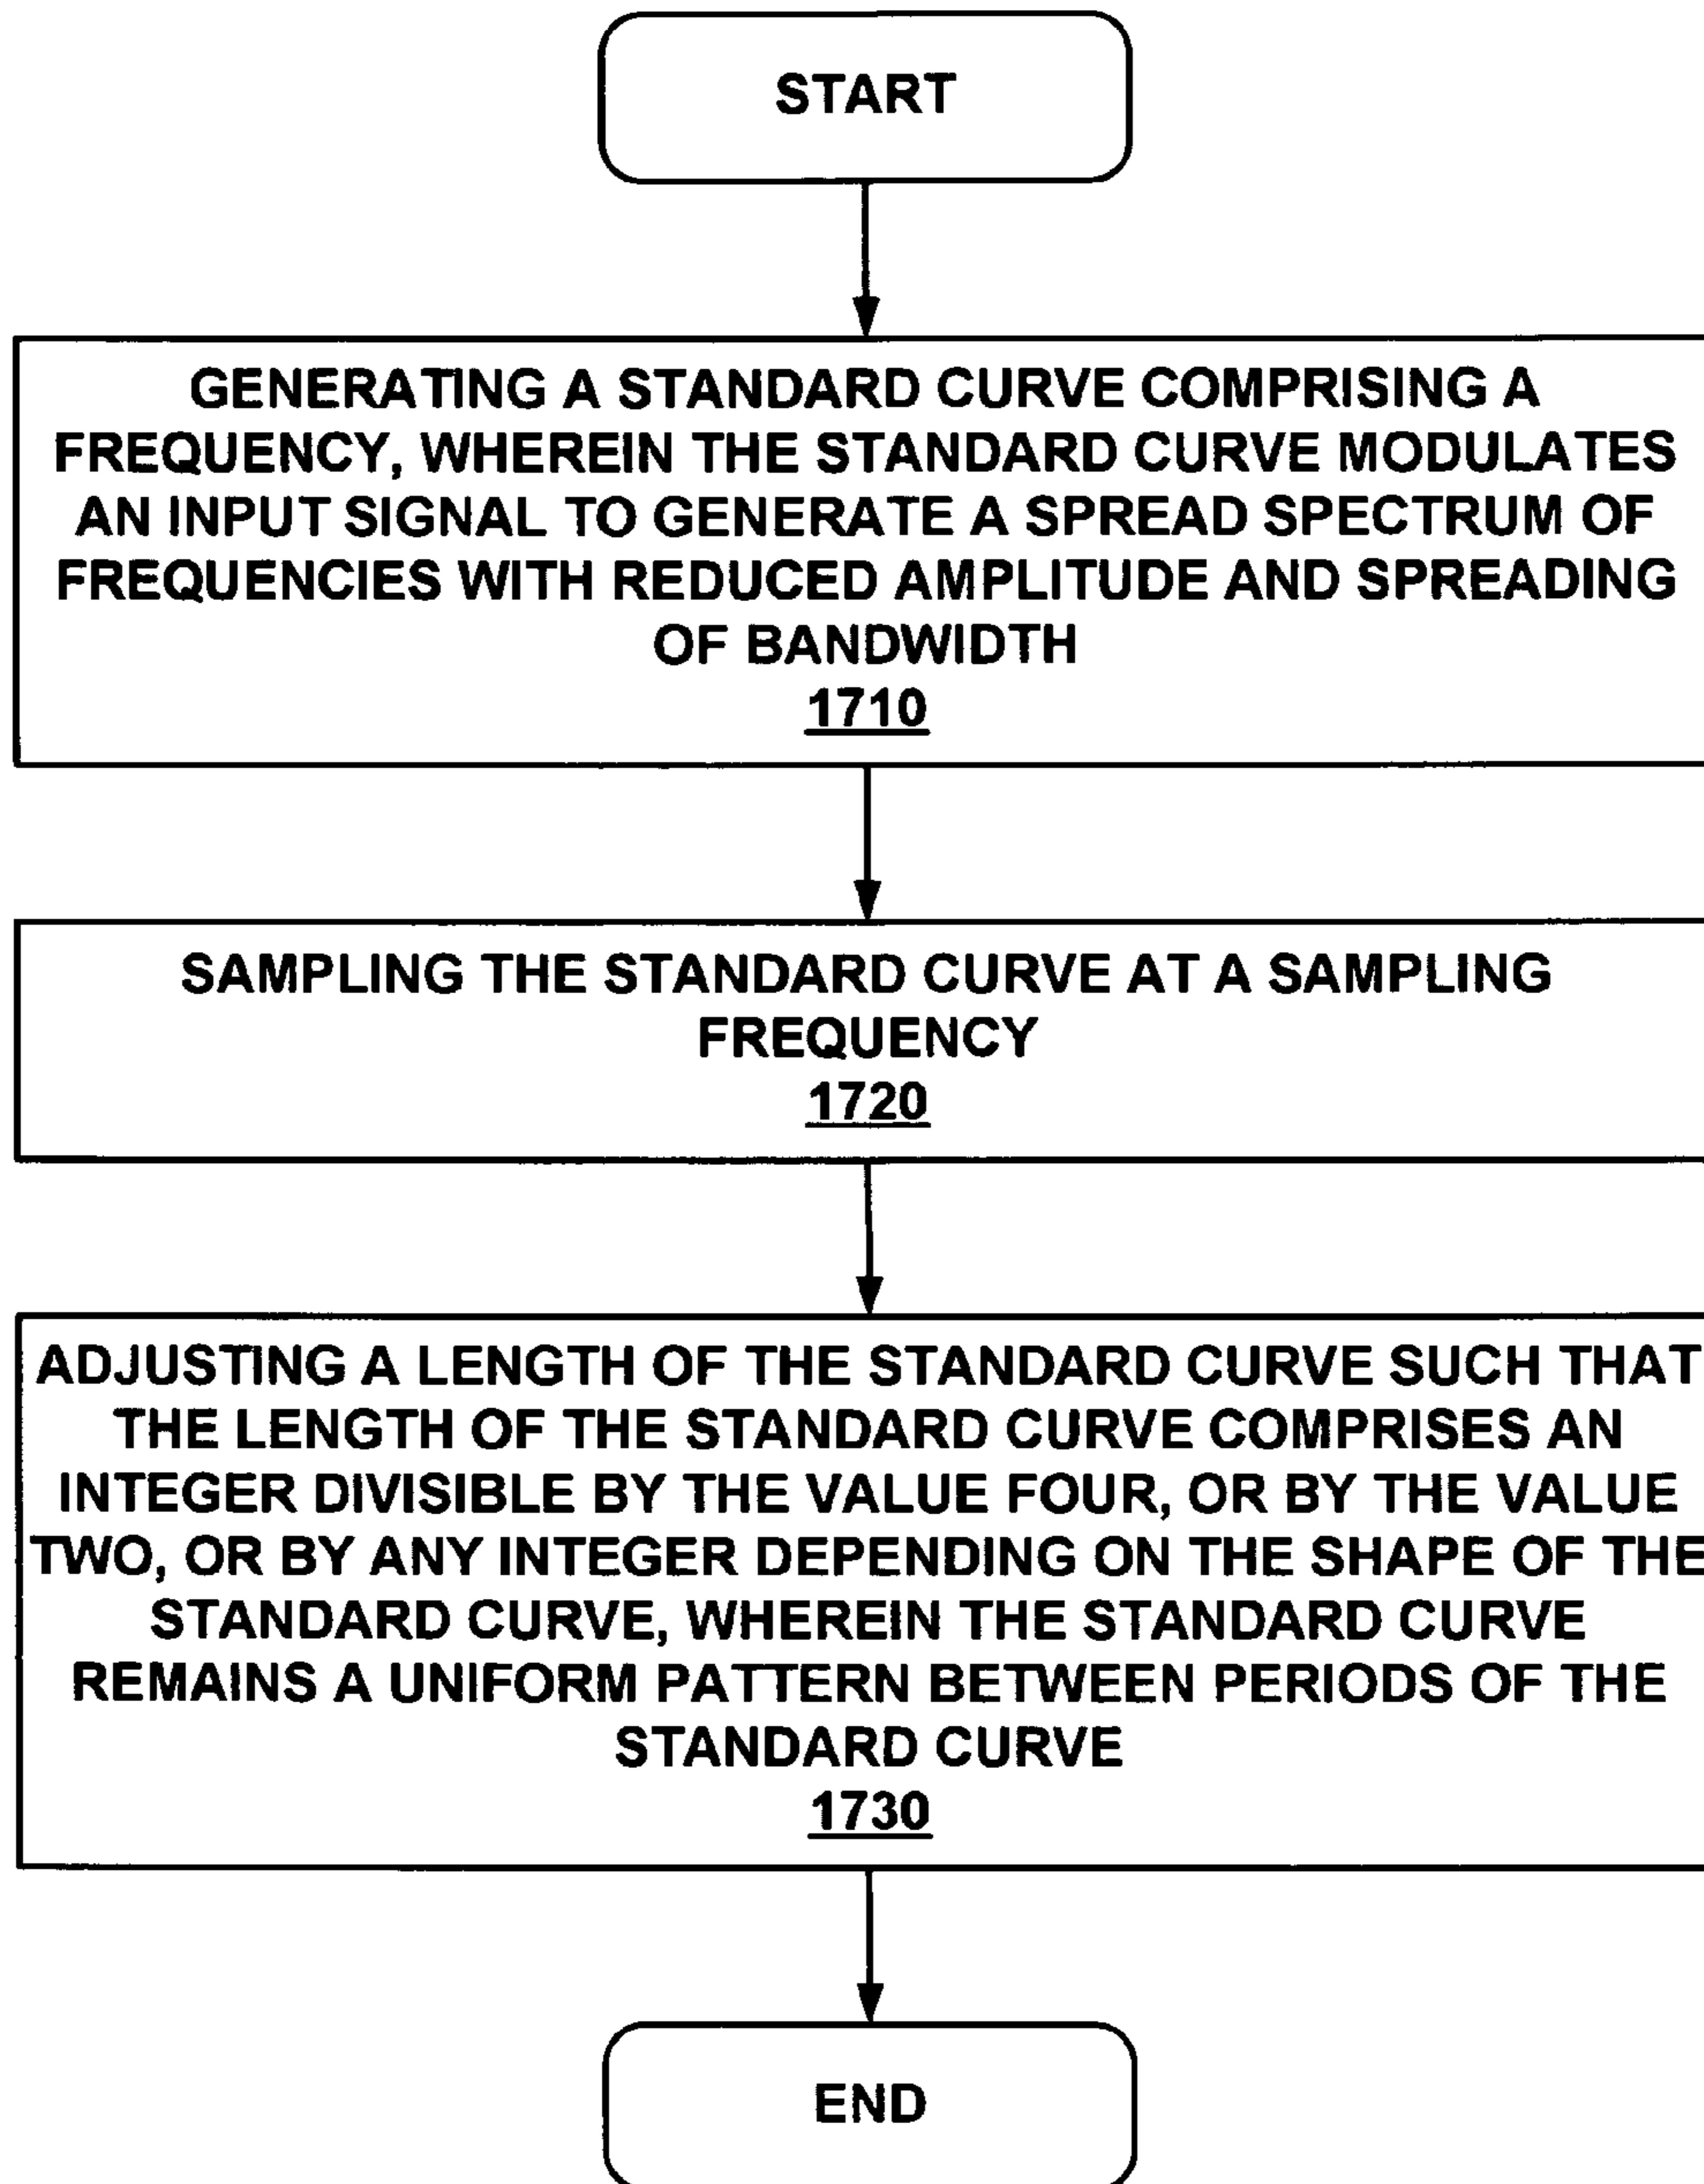 START
GENERATING A STANDARD CURVE COMPRISING A
FREQUENCY, WHEREIN THE STANDARD CURVE MODULATES
AN INPUT SIGNAL TO GENERATE A SPREAD SPECTRUM OF
FREQUENCIES WITH REDUCED AMPLITUDE AND SPREADING
OF BANDWIDTH
1710
SAMPLING THE STANDARD CURVE AT A SAMPLING
FREQUENCY
1720
ADJUSTING A LENGTH OF THE STANDARD CURVE SUCH THAT
THE LENGTH OF THE STANDARD CURVE COMPRISES AN
INTEGER DIVISIBLE BY THE VALUE FOUR, OR BY THE VALUE
TWO, OR BY ANY INTEGER DEPENDING ON THE SHAPE OF THE
STANDARD CURVE, WHEREIN THE STANDARD CURVE
REMAINS A UNIFORM PATTERN BETWEEN PERIODS OF THE
STANDARD CURVE
1730
END